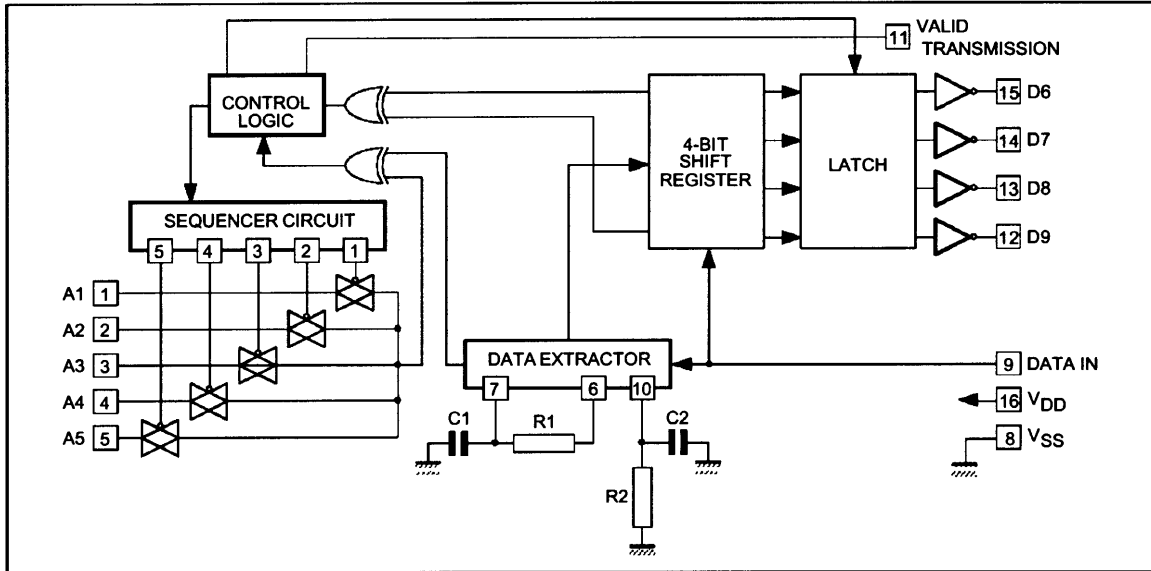 11 VALID
TRANSMISSION
CONTROL
LOGIC
4-BIT
SHIFT
REGISTER
LATCH
15 D6
14 D7
13 D8
12 D9
SEQUENCER CIRCUIT
5 4 3 2 1
A1 1
A2 2
A3 3
A4 4
A5 5
DATA EXTRACTOR
7 6 10
9 DATA IN
16 VDD
8 VSS
C1
R1
C2
R2